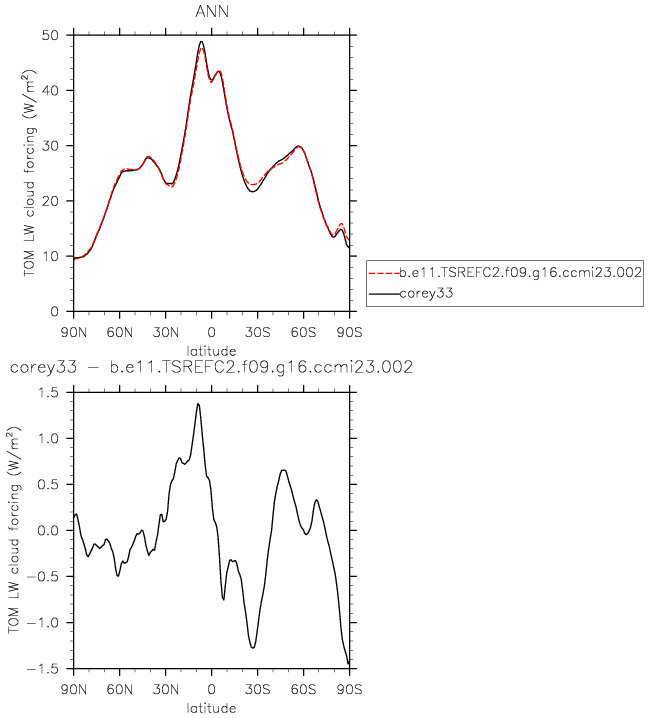 ANN
TOM LW cloud forcing (W/m²)
50
40
30
20
10
0
90N 60N 30N 0 30S 60S 90S
latitude
b.e11.TSREFC2.f09.g16.ccmi23.002
corey33
corey33 − b.e11.TSREFC2.f09.g16.ccmi23.002
TOM LW cloud forcing (W/m²)
1.5
1.0
0.5
0.0
−0.5
−1.0
−1.5
90N 60N 30N 0 30S 60S 90S
latitude